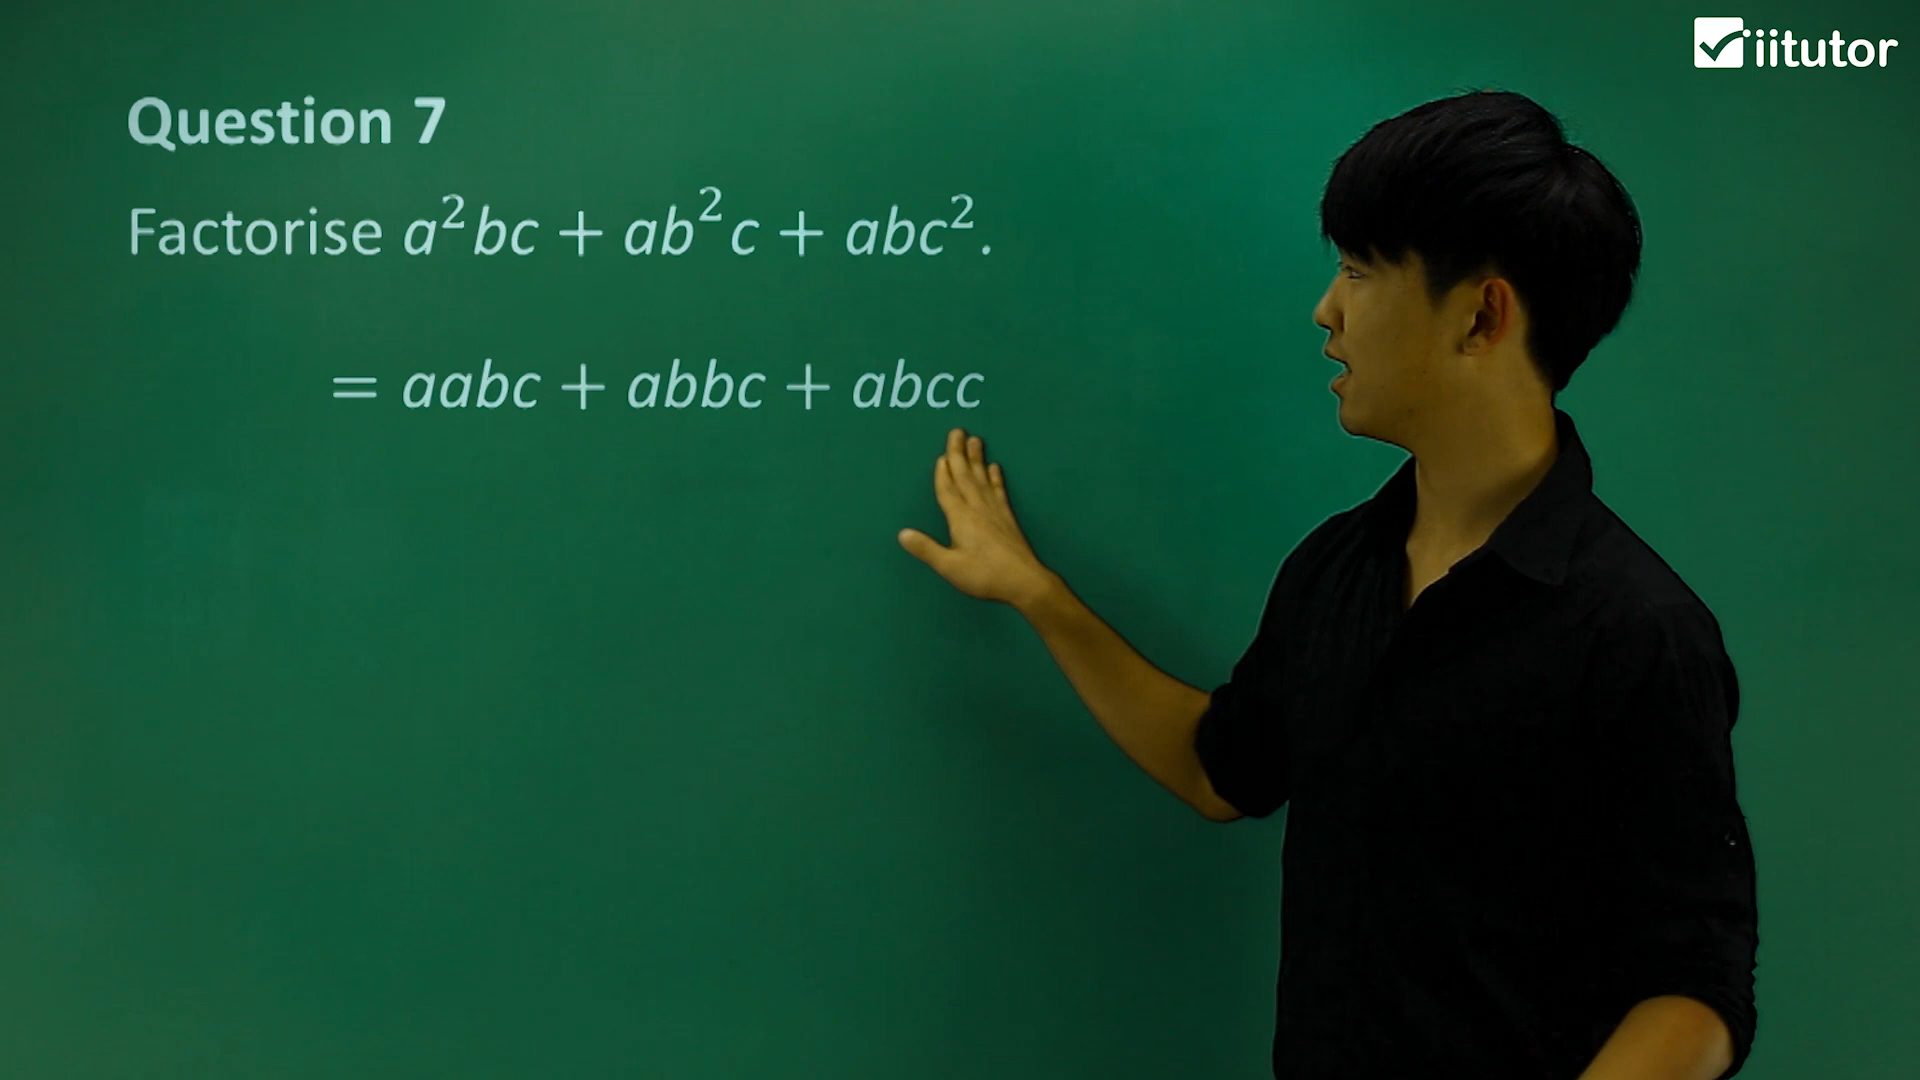 iitutor
Question 7
Factorise a²bc + ab²c + abc².
= aabc + abbc + abcc